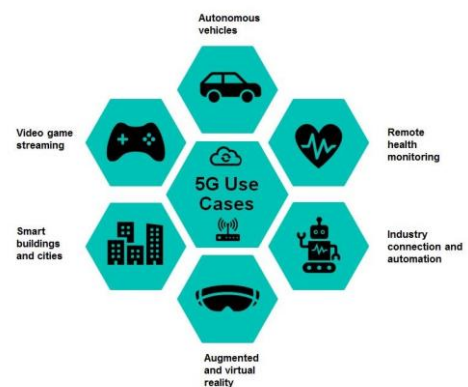 Autonomous
vehicles
Video game
streaming
Remote
health
monitoring
5G Use
Cases
Smart
buildings
and cities
Industry
connection and
automation
Augmented
and virtual
reality